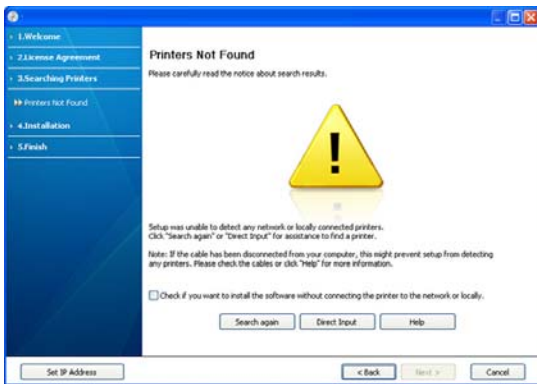 1.Welcome
2.License Agreement
3.Searching Printers
Printers Not Found
4.Installation
5.Finish
Printers Not Found
Please carefully read the notice about search results.
Setup was unable to detect any network or locally connected printers.
Click "Search again" or "Direct Input" for assistance to find a printer.
Note: If the cable has been disconnected from your computer, this might prevent setup from detecting
any printers. Please check the cables or click "Help" for more information.
Check if you want to install the software without connecting the printer to the network or locally.
Search again
Direct Input
Help
Set IP Address
< Back
Next >
Cancel